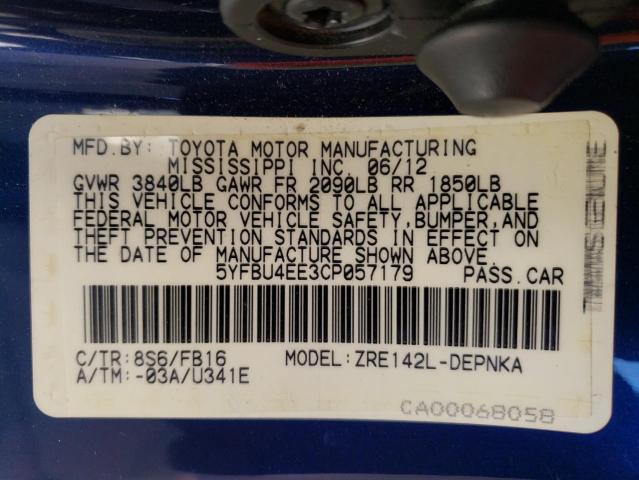 MFD.BY: TOYOTA MOTOR MANUFACTURING
MISSISSIPPI INC. 06/12
GVWR 3840LB GAWR FR 2090LB RR 1850LB
THIS VEHICLE CONFORMS TO ALL APPLICABLE
FEDERAL MOTOR VEHICLE SAFETY, BUMPER, AND
THEFT PREVENTION STANDARDS IN EFFECT ON
THE DATE OF MANUFACTURE SHOWN ABOVE.
5YFBU4EE3CP057179 PASS.CAR
C/TR:8S6/FB16 MODEL:ZRE142L-DEPNKA
A/TM:-03A/U341E
CA00068058